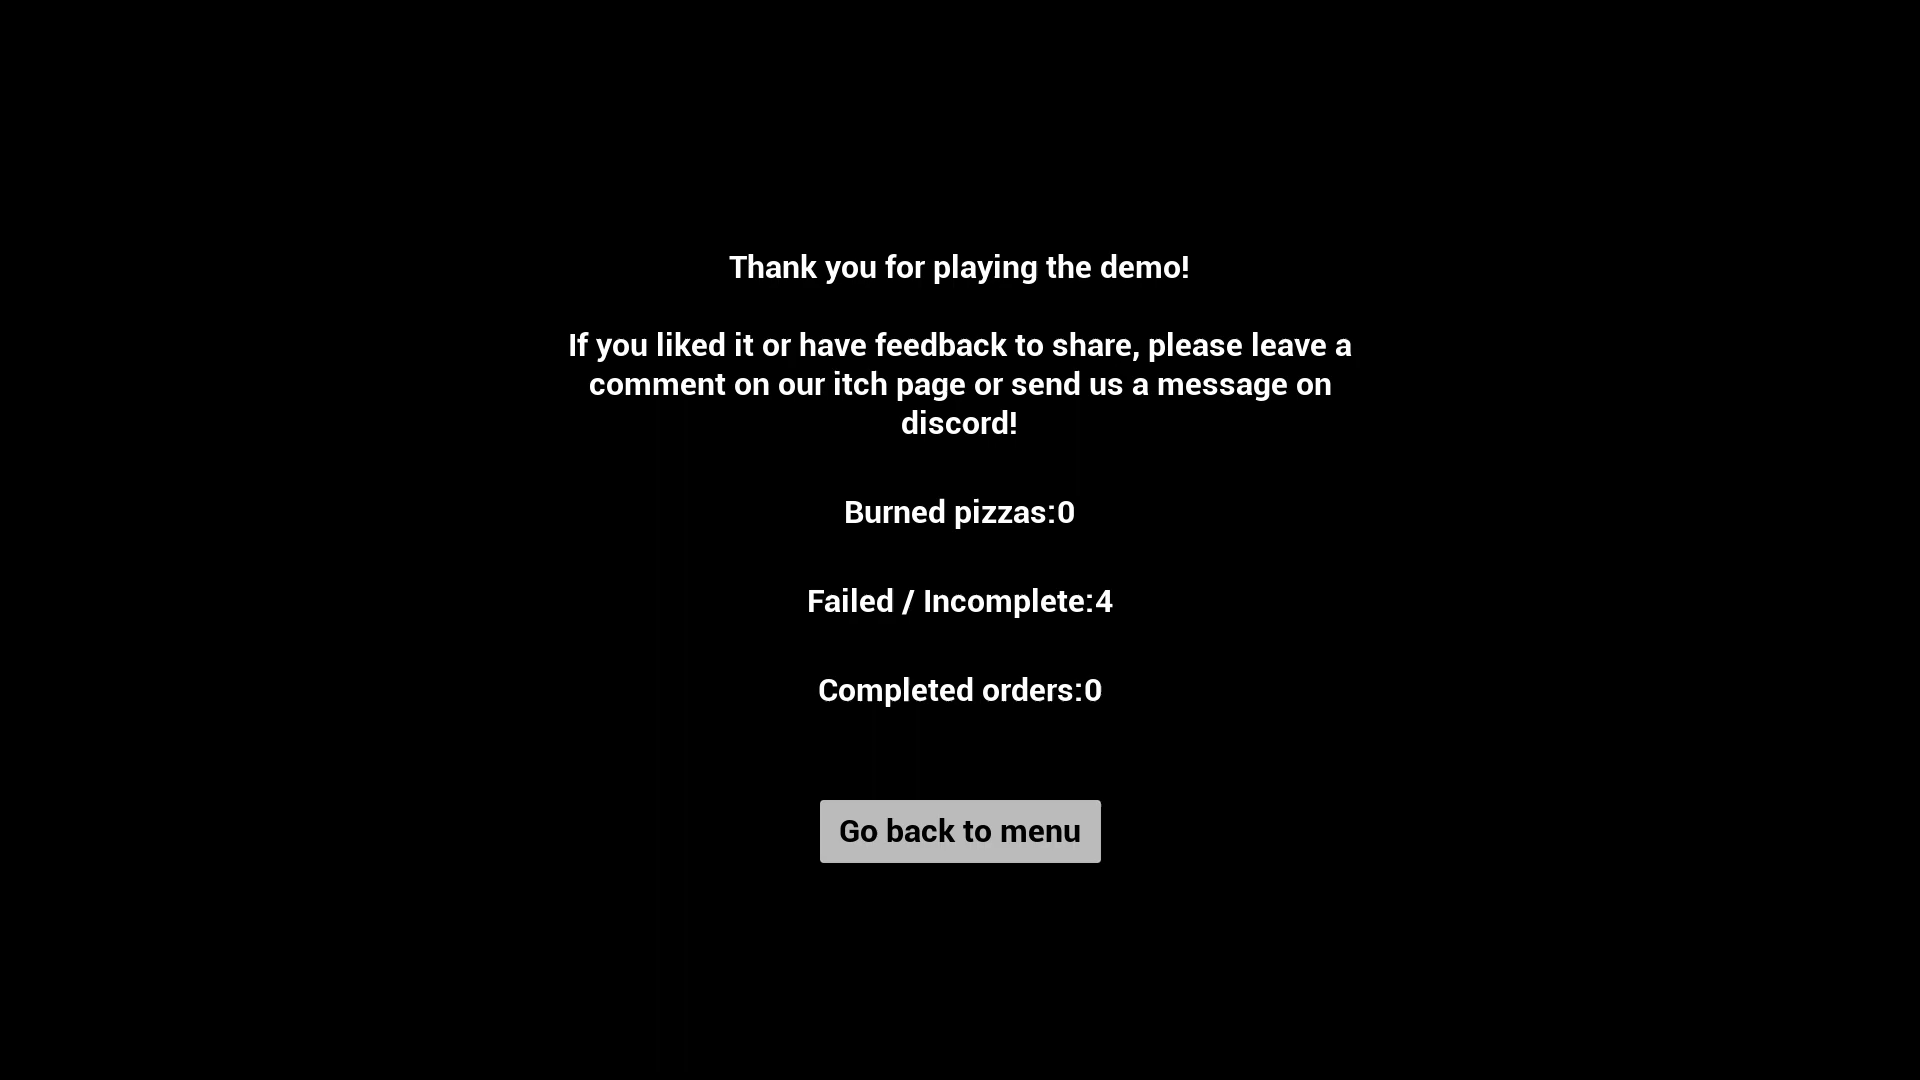 Thank you for playing the demo!
If you liked it or have feedback to share, please leave a
comment on our itch page or send us a message on
discord!
Burned pizzas:0
Failed / Incomplete:4
Completed orders:0
Go back to menu